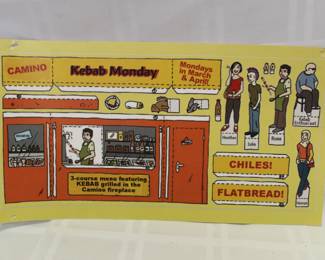 CAMINO
Kebab Monday
Mondays
in March
& April!
3-course menu featuring
KEBAB grilled in the
Camino fireplace
CHILES!
FLATBREAD!